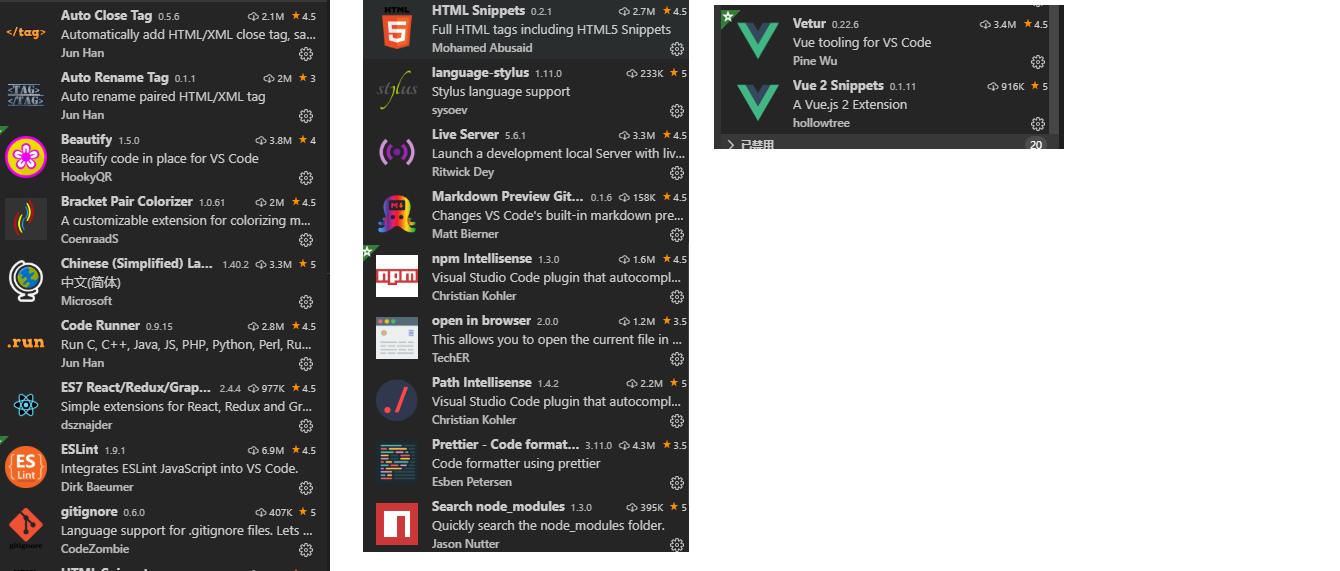 </tag>
Auto Close Tag 0.5.6 2.1M 4.5
Automatically add HTML/XML close tag, sa...
Jun Han
<TAG>
</TAG>
Auto Rename Tag 0.1.1 2M 3
Auto rename paired HTML/XML tag
Jun Han
Beautify 1.5.0 3.8M 4
Beautify code in place for VS Code
HookyQR
Bracket Pair Colorizer 1.0.61 2M 4.5
A customizable extension for colorizing m...
CoenraadS
Chinese (Simplified) La... 1.40.2 3.3M 5
中文(简体)
Microsoft
.run
Code Runner 0.9.15 2.8M 4.5
Run C, C++, Java, JS, PHP, Python, Perl, Ru...
Jun Han
ES7 React/Redux/Grap... 2.4.4 977K 4.5
Simple extensions for React, Redux and Gr...
dsznajder
ES
Lint
ESLint 1.9.1 6.9M 4.5
Integrates ESLint JavaScript into VS Code.
Dirk Baeumer
gitignore
gitignore 0.6.0 407K 5
Language support for .gitignore files. Lets ...
CodeZombie
HTML
5
HTML Snippets 0.2.1 2.7M 4.5
Full HTML tags including HTML5 Snippets
Mohamed Abusaid
stylus
language-stylus 1.11.0 233K 5
Stylus language support
sysoev
Live Server 5.6.1 3.3M 4.5
Launch a development local Server with liv...
Ritwick Dey
M
Markdown Preview Git... 0.1.6 158K 4.5
Changes VS Code's built-in markdown pre...
Matt Bierner
npm
npm Intellisense 1.3.0 1.6M 4.5
Visual Studio Code plugin that autocompl...
Christian Kohler
open in browser 2.0.0 1.2M 3.5
This allows you to open the current file in ...
TechER
./
Path Intellisense 1.4.2 2.2M 5
Visual Studio Code plugin that autocompl...
Christian Kohler
Prettier - Code format... 3.11.0 4.3M 3.5
Code formatter using prettier
Esben Petersen
n
Search node_modules 1.3.0 395K 5
Quickly search the node_modules folder.
Jason Nutter
Vetur 0.22.6 3.4M 4.5
Vue tooling for VS Code
Pine Wu
Vue 2 Snippets 0.1.11 916K 5
A Vue.js 2 Extension
hollowtree
已禁用 20